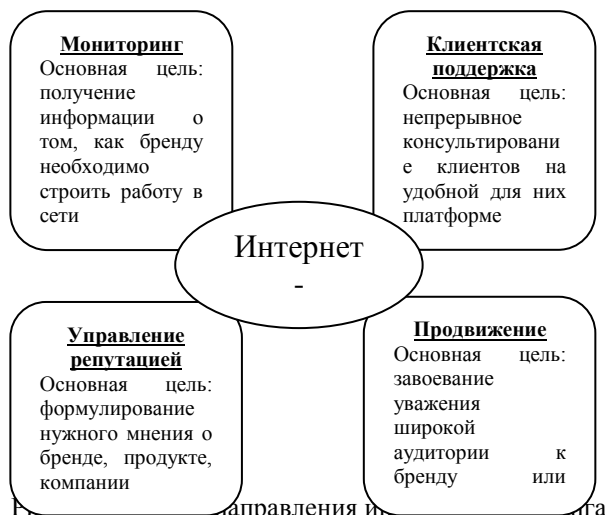 Мониторинг
Основная цель:
получение
информации о
том, как бренду
необходимо
строить работу в
сети
Клиентская
поддержка
Основная цель:
непрерывное
консультировани
е клиентов на
удобной для них
платформе
Интернет
-
Управление
репутацией
Основная цель:
формулирование
нужного мнения о
бренде, продукте,
компании
Продвижение
Основная цель:
завоевание
уважения
широкой
аудитории к
бренду или
аправления